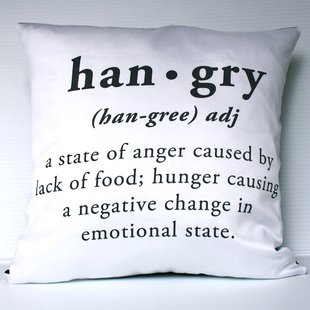 han • gry
(han-gree) adj
a state of anger caused by
lack of food; hunger causing
a negative change in
emotional state.